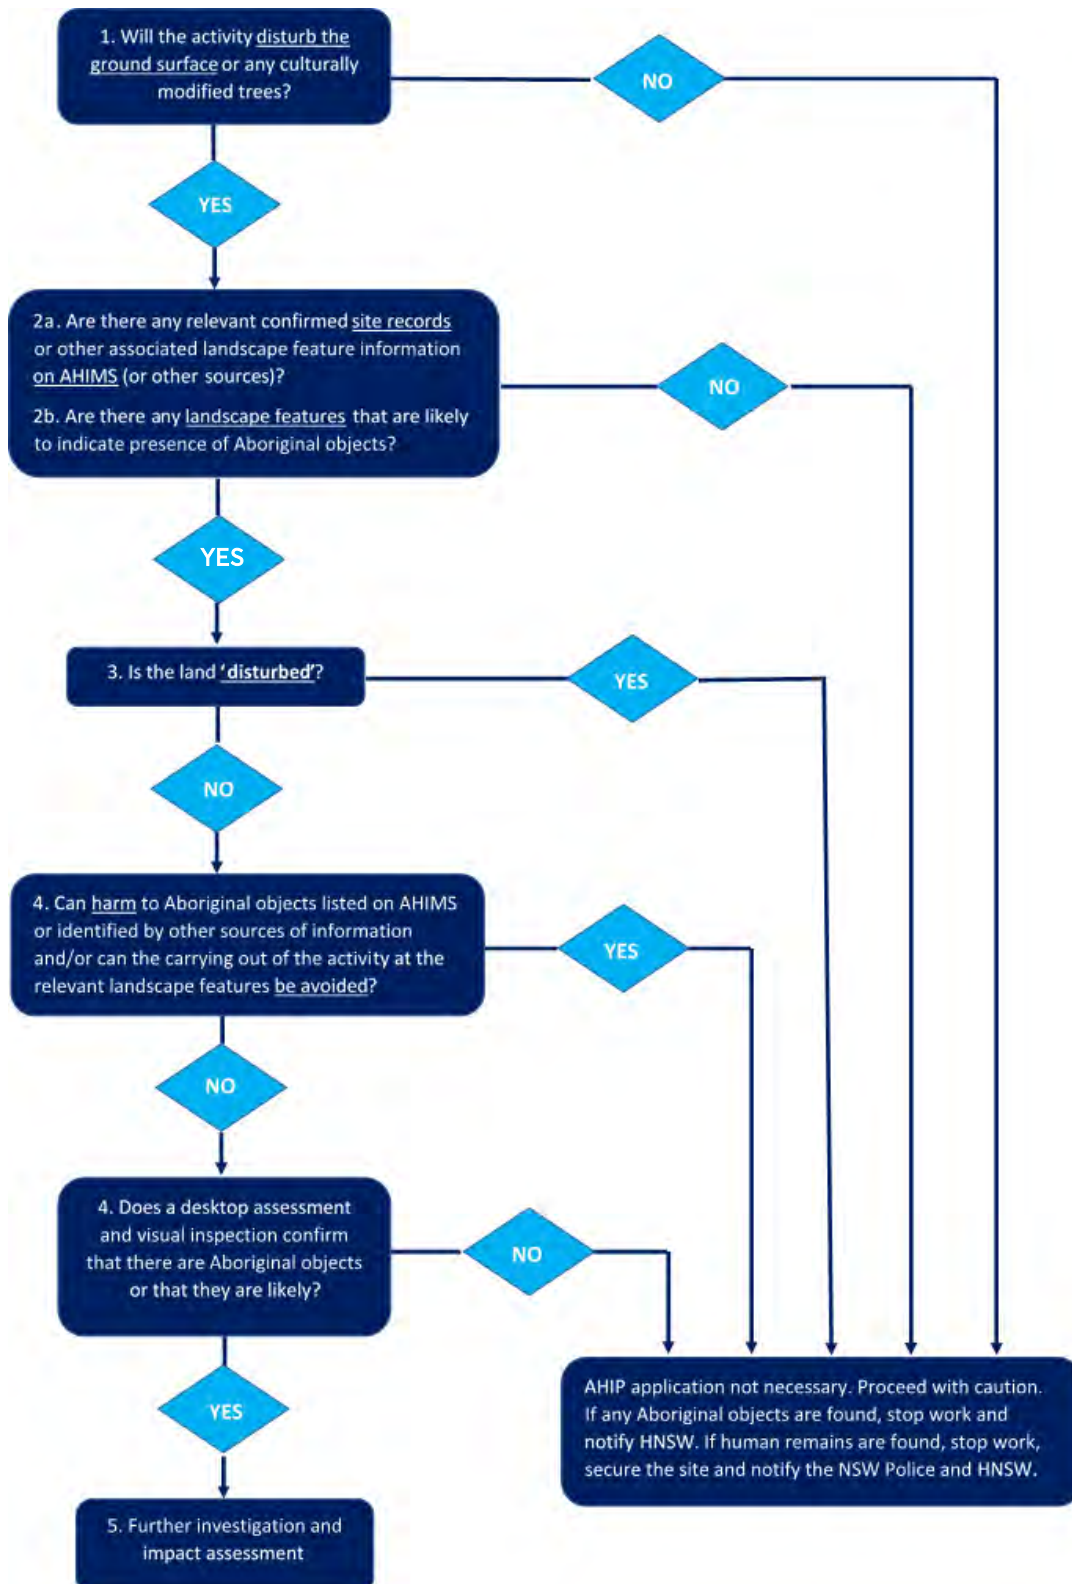 1. Will the activity disturb the
ground surface or any culturally
modified trees?
NO
YES
2a. Are there any relevant confirmed site records
or other associated landscape feature information
on AHIMS (or other sources)?
2b. Are there any landscape features that are likely
to indicate presence of Aboriginal objects?
NO
YES
3. Is the land 'disturbed'?
YES
NO
4. Can harm to Aboriginal objects listed on AHIMS
or identified by other sources of information
and/or can the carrying out of the activity at the
relevant landscape features be avoided?
YES
NO
4. Does a desktop assessment
and visual inspection confirm
that there are Aboriginal objects
or that they are likely?
NO
YES
AHIP application not necessary. Proceed with caution.
If any Aboriginal objects are found, stop work and
notify HNSW. If human remains are found, stop work,
secure the site and notify the NSW Police and HNSW.
5. Further investigation and
impact assessment